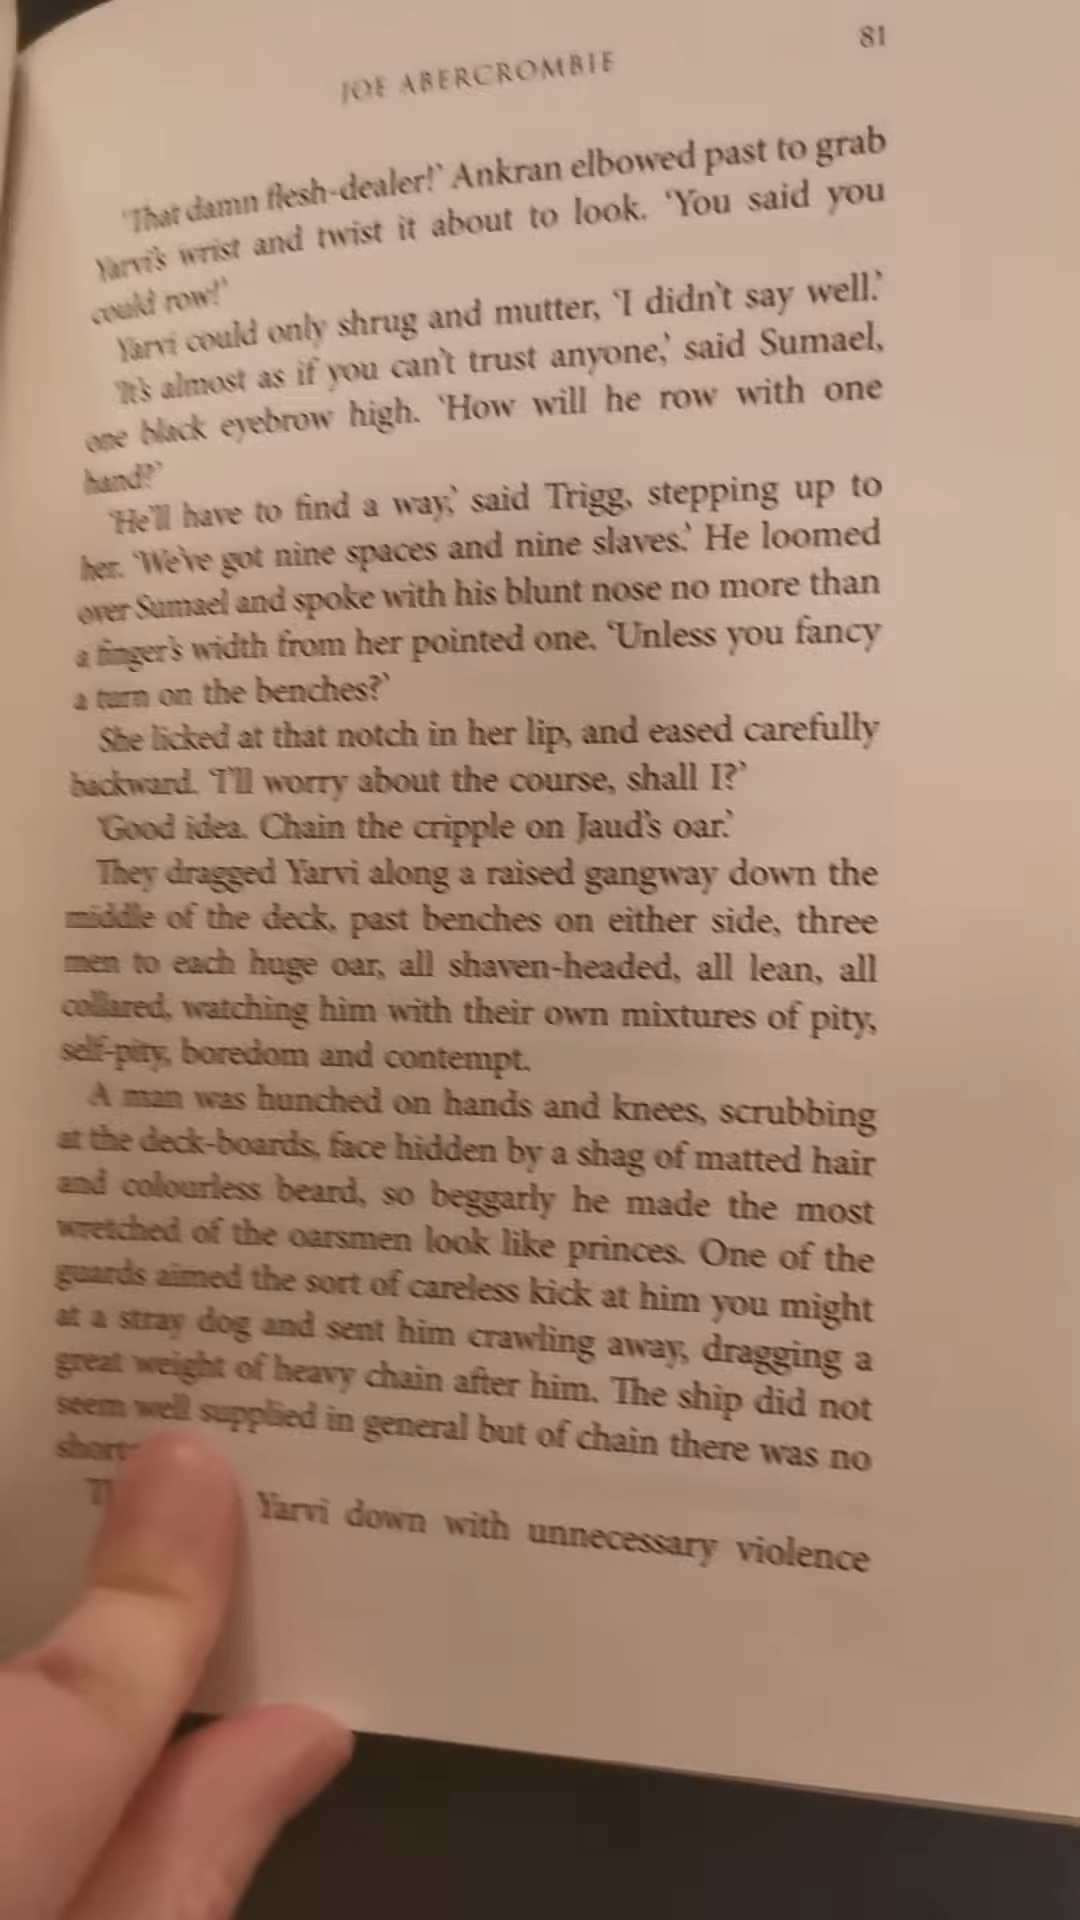 81
JOE ABERCROMBIE
'That damn flesh-dealer!' Ankran elbowed past to grab
Yarvi's wrist and twist it about to look. 'You said you
could row!'
Yarvi could only shrug and mutter, 'I didn't say well.'
'It's almost as if you can't trust anyone,' said Sumael,
one black eyebrow high. 'How will he row with one
hand?'
'He'll have to find a way,' said Trigg, stepping up to
her. 'We've got nine spaces and nine slaves.' He loomed
over Sumael and spoke with his blunt nose no more than
a finger's width from her pointed one. 'Unless you fancy
a turn on the benches?'
She licked at that notch in her lip, and eased carefully
backward. 'I'll worry about the course, shall I?'
'Good idea. Chain the cripple on Jaud's oar.'
They dragged Yarvi along a raised gangway down the
middle of the deck, past benches on either side, three
men to each huge oar, all shaven-headed, all lean, all
collared, watching him with their own mixtures of pity,
self-pity, boredom and contempt.
A man was hunched on hands and knees, scrubbing
at the deck-boards, face hidden by a shag of matted hair
and colourless beard, so beggarly he made the most
wretched of the oarsmen look like princes. One of the
guards aimed the sort of careless kick at him you might
at a stray dog and sent him crawling away, dragging a
great weight of heavy chain after him. The ship did not
seem well supplied in general but of chain there was no
Yarvi down with unnecessary violence